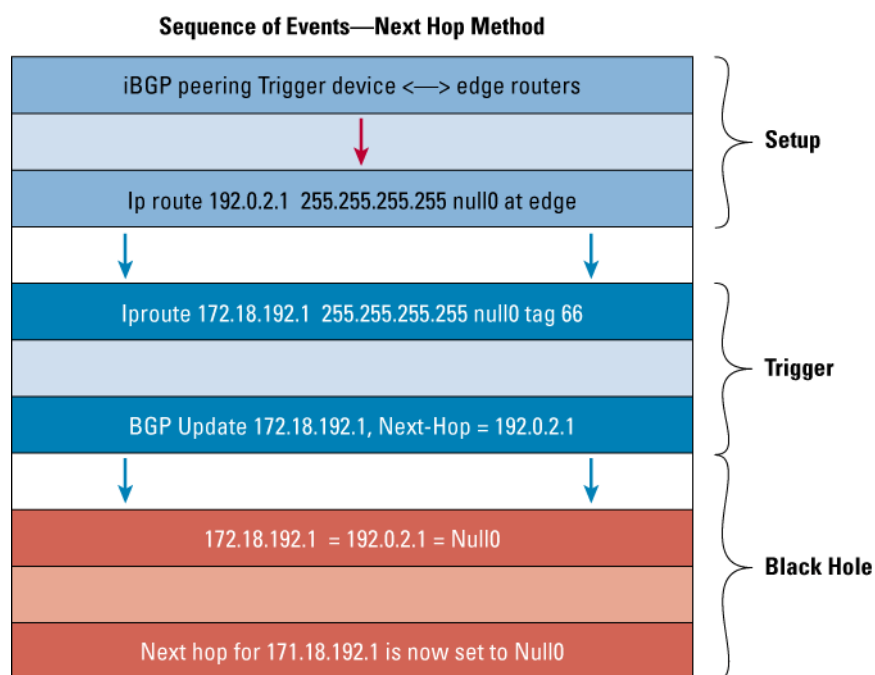 Sequence of Events—Next Hop Method
iBGP peering Trigger device <—> edge routers
Setup
Ip route 192.0.2.1 255.255.255.255 null0 at edge
Iproute 172.18.192.1 255.255.255.255 null0 tag 66
Trigger
BGP Update 172.18.192.1, Next-Hop = 192.0.2.1
172.18.192.1 = 192.0.2.1 = Null0
Black Hole
Next hop for 171.18.192.1 is now set to Null0